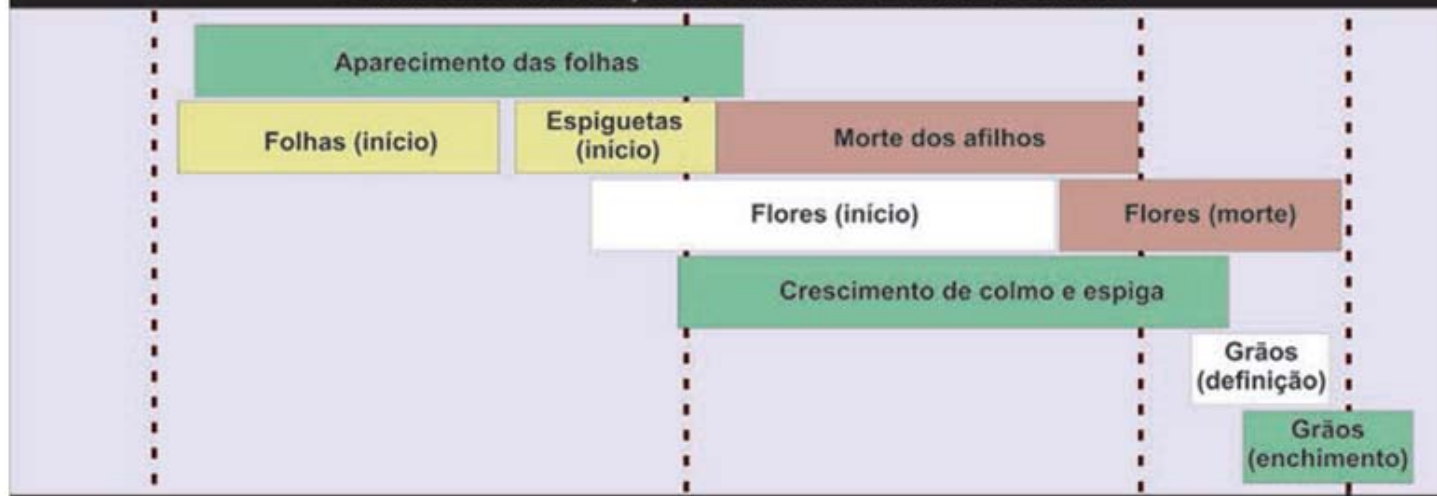 Aparecimento das folhas
Folhas (início)
Espiguetas
(início)
Morte dos afilhos
Flores (início)
Flores (morte)
Crescimento de colmo e espiga
Grãos
(definição)
Grãos
(enchimento)